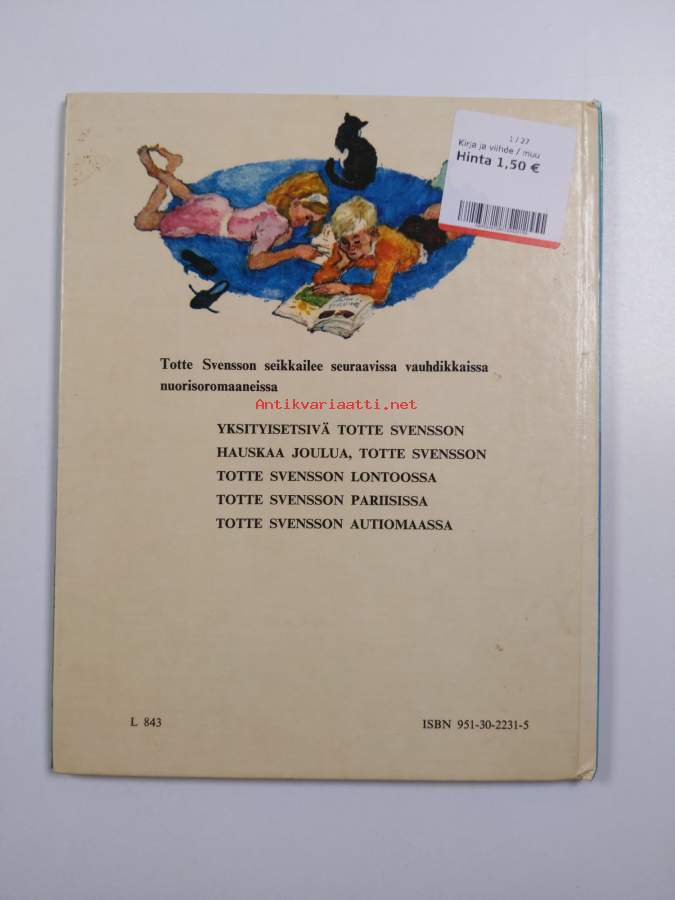 1 / 27
Kirja ja viihde / muu
Hinta 1,50 €
Totte Svensson seikkailee seuraavissa vauhdikkaissa
nuorisoromaaneissa
Antikvariaatti.net
YKSITYISETSIVÄ TOTTE SVENSSON
HAUSKAA JOULUA, TOTTE SVENSSON
TOTTE SVENSSON LONTOOSSA
TOTTE SVENSSON PARIISISSA
TOTTE SVENSSON AUTIOMAASSA
L 843
ISBN 951-30-2231-5